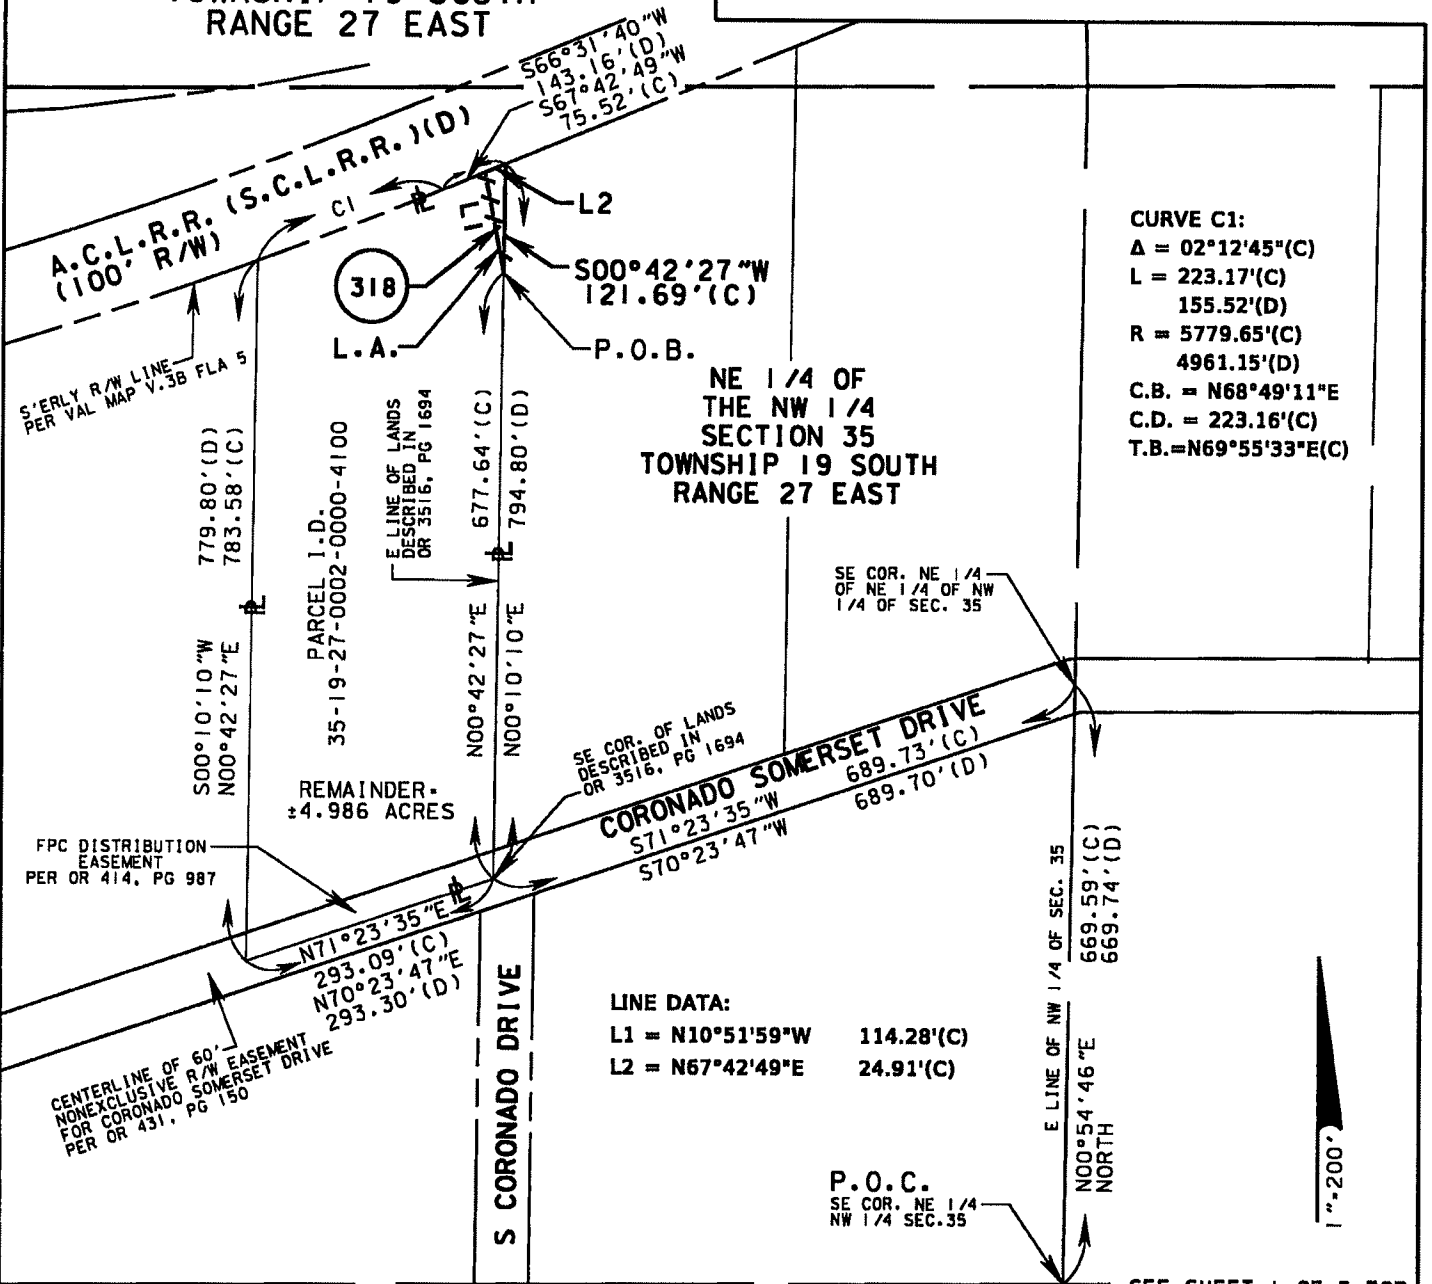 RANGE 27 EAST
S66°31'40"W
143.16'(D)
S67°42'49"W
75.52'(C)
A.C.L.R.R. (S.C.L.R.R.)(D)
(100' R/W)
C1
L1
L2
318
S00°42'27"W
121.69'(C)
L.A.
P.O.B.
CURVE C1:
Δ = 02°12'45"(C)
L = 223.17'(C)
155.52'(D)
R = 5779.65'(C)
4961.15'(D)
C.B. = N68°49'11"E
C.D. = 223.16'(C)
T.B.=N69°55'33"E(C)
S'ERLY R/W LINE
PER VAL MAP V.3B FLA 5
NE 1/4 OF
THE NW 1/4
SECTION 35
TOWNSHIP 19 SOUTH
RANGE 27 EAST
779.80'(D)
783.58'(C)
S00°10'10"W
N00°42'27"E
PARCEL I.D.
35-19-27-0002-0000-4100
E LINE OF LANDS
DESCRIBED IN
OR 3516, PG 1694
677.64'(C)
794.80'(D)
N00°42'27"E
N00°10'10"E
SE COR. NE 1/4
OF NE 1/4 OF NW
1/4 OF SEC. 35
SE COR. OF LANDS
DESCRIBED IN
OR 3516, PG 1694
REMAINDER=
±4.986 ACRES
CORONADO SOMERSET DRIVE
S71°23'35"W 689.73'(C)
S70°23'47"W 689.70'(D)
FPC DISTRIBUTION
EASEMENT
PER OR 414, PG 987
N71°23'35"E
293.09'(C)
N70°23'47"E
293.30'(D)
CENTERLINE OF 60'
NONEXCLUSIVE R/W EASEMENT
FOR CORONADO SOMERSET DRIVE
PER OR 431, PG 150
S CORONADO DRIVE
LINE DATA:
L1 = N10°51'59"W 114.28'(C)
L2 = N67°42'49"E 24.91'(C)
E LINE OF NW 1/4 OF SEC. 35
669.59'(C)
669.74'(D)
N00°54'46"E
NORTH
P.O.C.
SE COR. NE 1/4
NW 1/4 SEC.35
1"=200'